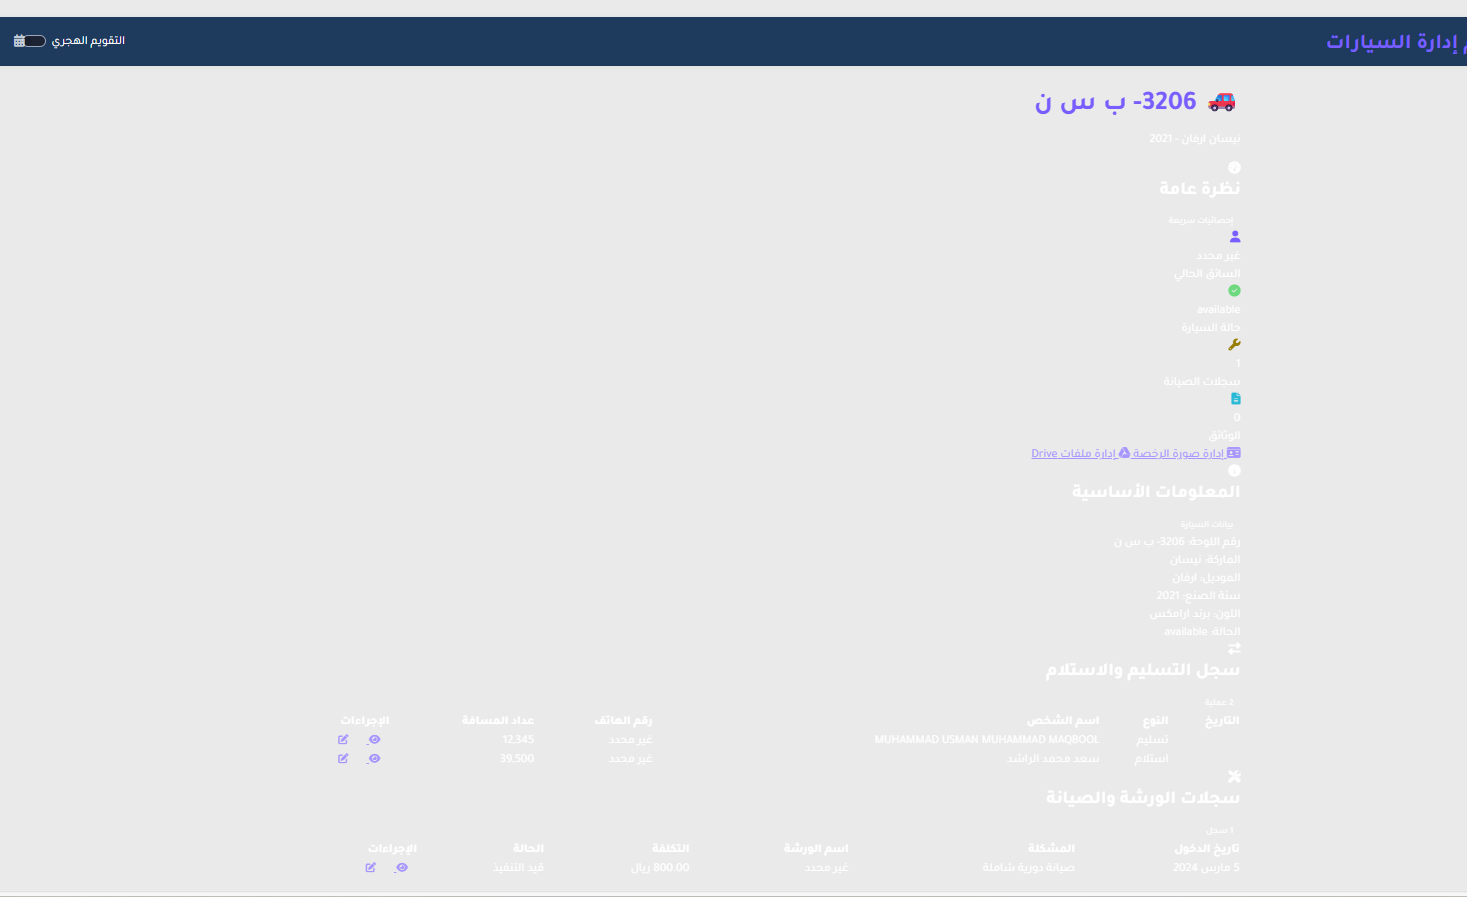 إدارة السيارات
التقويم الهجري
3206- ب س ن
نيسان ارفان - 2021
نظرة عامة
إحصائيات سريعة
غير محدد
السائق الحالي
available
حالة السيارة
1
سجلات الصيانة
0
الوثائق
إدارة صورة الرخصة إدارة ملفات Drive
المعلومات الأساسية
بيانات السيارة
رقم اللوحة: 3206- ب س ن
الماركة: نيسان
الموديل: ارفان
سنة الصنع: 2021
اللون: برند ارامكس
الحالة: available
سجل التسليم والاستلام
2 عملية
التاريخ النوع اسم الشخص رقم الهاتف عداد المسافة الإجراءات
تسليم MUHAMMAD USMAN MUHAMMAD MAQBOOL غير محدد 12,345
استلام سعد محمد الراشد غير محدد 39,500
سجلات الورشة والصيانة
1 سجل
تاريخ الدخول المشكلة اسم الورشة التكلفة الحالة الإجراءات
5 مارس 2024 صيانة دورية شاملة غير محدد 800.00 ريال قيد التنفيذ